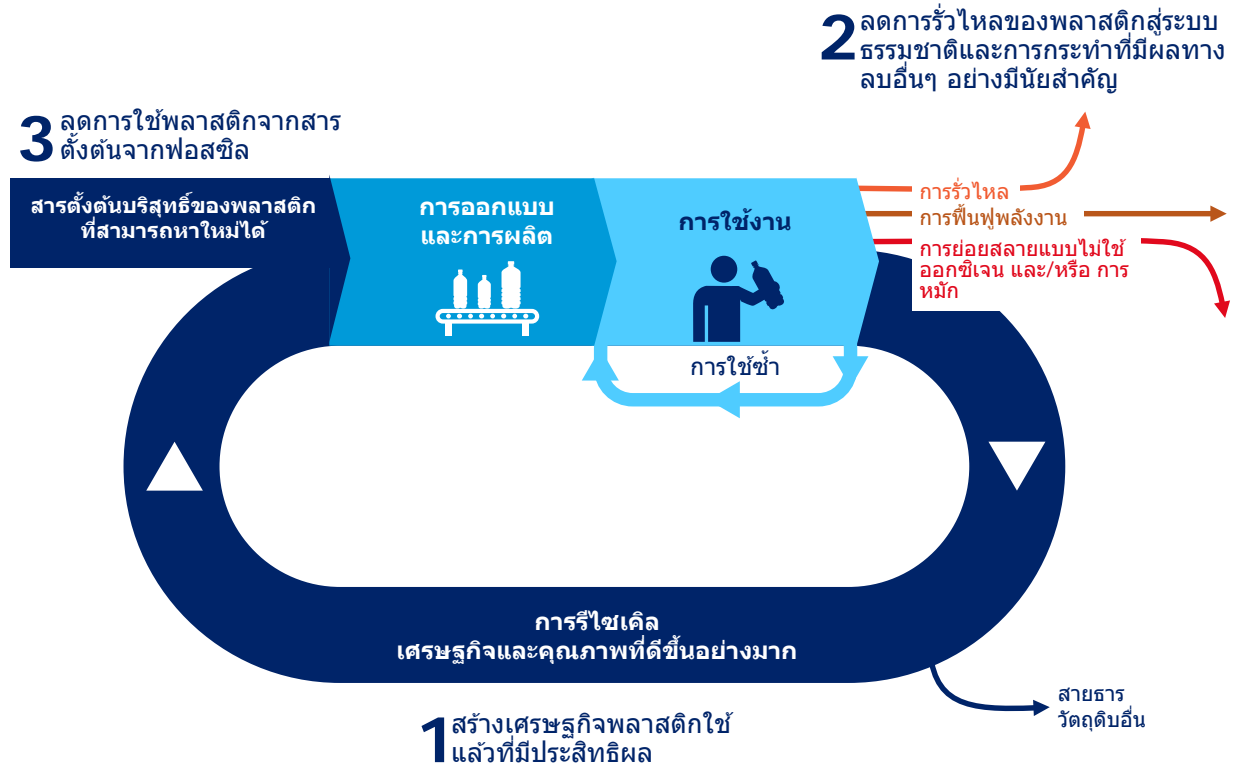 2 ลดการรั่วไหลของพลาสติกสู่ระบบ
ธรรมชาติและการกระทำที่มีผลทาง
ลบอื่นๆ อย่างมีนัยสำคัญ
3 ลดการใช้พลาสติกจากสาร
ตั้งต้นจากฟอสซิล
สารตั้งต้นบริสุทธิ์ของพลาสติก
ที่สามารถหาใหม่ได้
การออกแบบ
และการผลิต
การใช้งาน
การรั่วไหล
การฟื้นฟูพลังงาน
การย่อยสลายแบบไม่ใช้
ออกซิเจน และ/หรือ การ
หมัก
การใช้ซ้ำ
การรีไซเคิล
เศรษฐกิจและคุณภาพที่ดีขึ้นอย่างมาก
สายธาร
วัตถุดิบอื่น
1 สร้างเศรษฐกิจพลาสติกใช้
แล้วที่มีประสิทธิผล